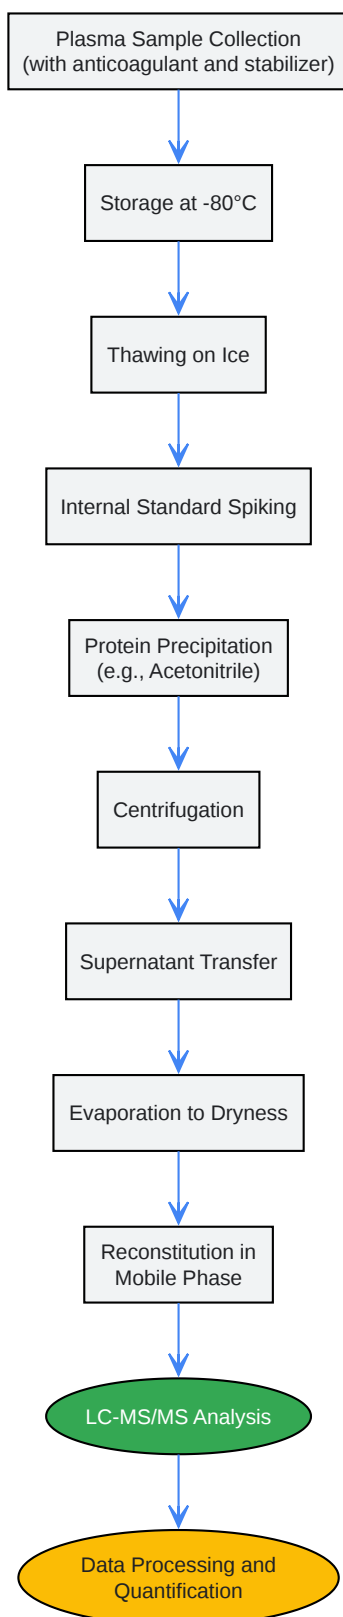 Plasma Sample Collection
(with anticoagulant and stabilizer)
Storage at -80°C
Thawing on Ice
Internal Standard Spiking
Protein Precipitation
(e.g., Acetonitrile)
Centrifugation
Supernatant Transfer
Evaporation to Dryness
Reconstitution in
Mobile Phase
LC-MS/MS Analysis
Data Processing and
Quantification